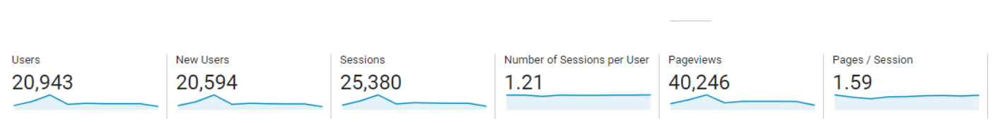 Users
20,943
New Users
20,594
Sessions
25,380
Number of Sessions per User
1.21
Pageviews
40,246
Pages / Session
1.59